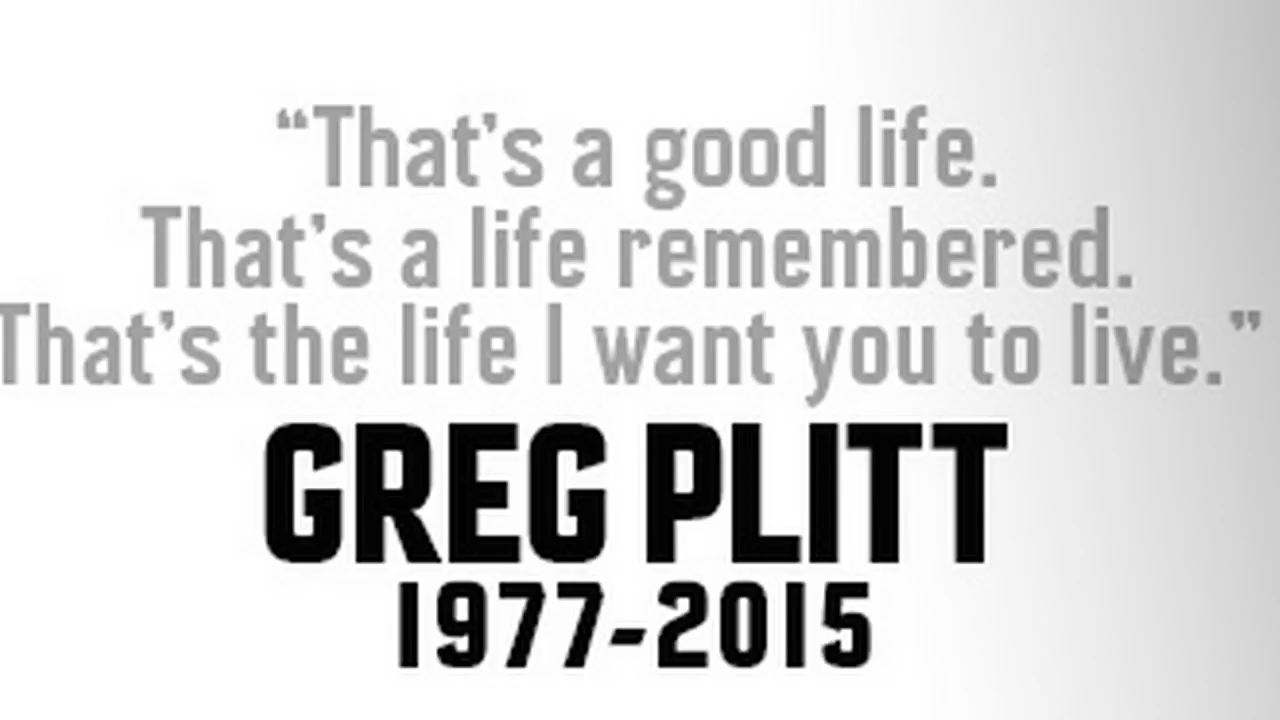 “That’s a good life.
That’s a life remembered.
That’s the life I want you to live.”
GREG PLITT
1977-2015